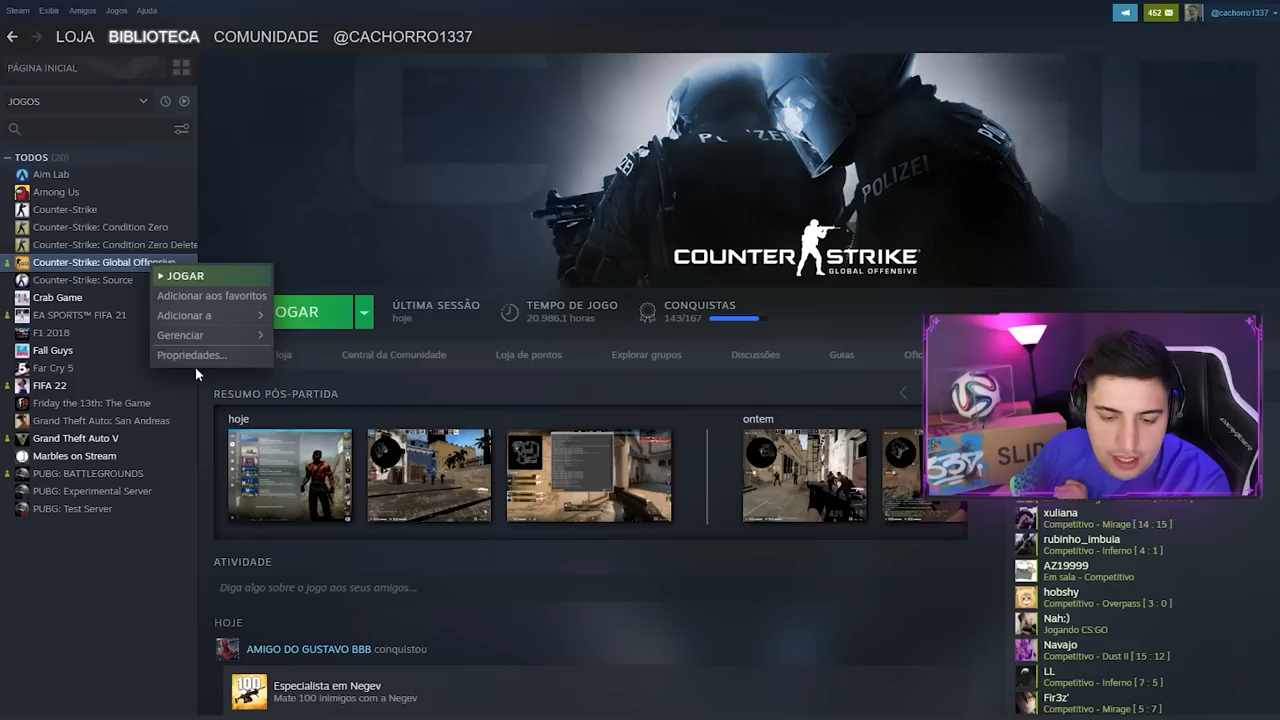 Steam Exibir Amigos Jogos Ajuda
452
@cachorro1337
LOJA BIBLIOTECA COMUNIDADE @CACHORRO1337
PÁGINA INICIAL
JOGOS
TODOS (20)
Aim Lab
Among Us
Counter-Strike
Counter-Strike: Condition Zero
Counter-Strike: Condition Zero Delete
Counter-Strike: Global Offensive
Counter-Strike: Source
Crab Game
EA SPORTS™ FIFA 21
F1 2018
Fall Guys
Far Cry 5
FIFA 22
Friday the 13th: The Game
Grand Theft Auto: San Andreas
Grand Theft Auto V
Marbles on Stream
PUBG: BATTLEGROUNDS
PUBG: Experimental Server
PUBG: Test Server
JOGAR
Adicionar aos favoritos
Adicionar a
Gerenciar
Propriedades...
POLIZEI
POLIZEI
COUNTER STRIKE
GLOBAL OFFENSIVE
OGAR
ÚLTIMA SESSÃO
hoje
TEMPO DE JOGO
20.986,1 horas
CONQUISTAS
143/167
loja
Central da Comunidade
Loja de pontos
Explorar grupos
Discussões
Guias
Ofic
RESUMO PÓS-PARTIDA
hoje
ontem
ATIVIDADE
Diga algo sobre o jogo aos seus amigos...
HOJE
AMIGO DO GUSTAVO BBB conquistou
100
Especialista em Negev
Mate 100 inimigos com a Negev
SLID
xuliana
Competitivo - Mirage [ 14 : 15 ]
rubinho_imbuia
Competitivo - Inferno [ 4 : 1 ]
AZ19999
Em sala - Competitivo
hobshy
Competitivo - Overpass [ 3 : 0 ]
Nah:)
Jogando CS:GO
Navajo
Competitivo - Dust II [ 15 : 12 ]
LL
Competitivo - Inferno [ 7 : 5 ]
Fir3z'
Competitivo - Mirage [ 5 : 7 ]